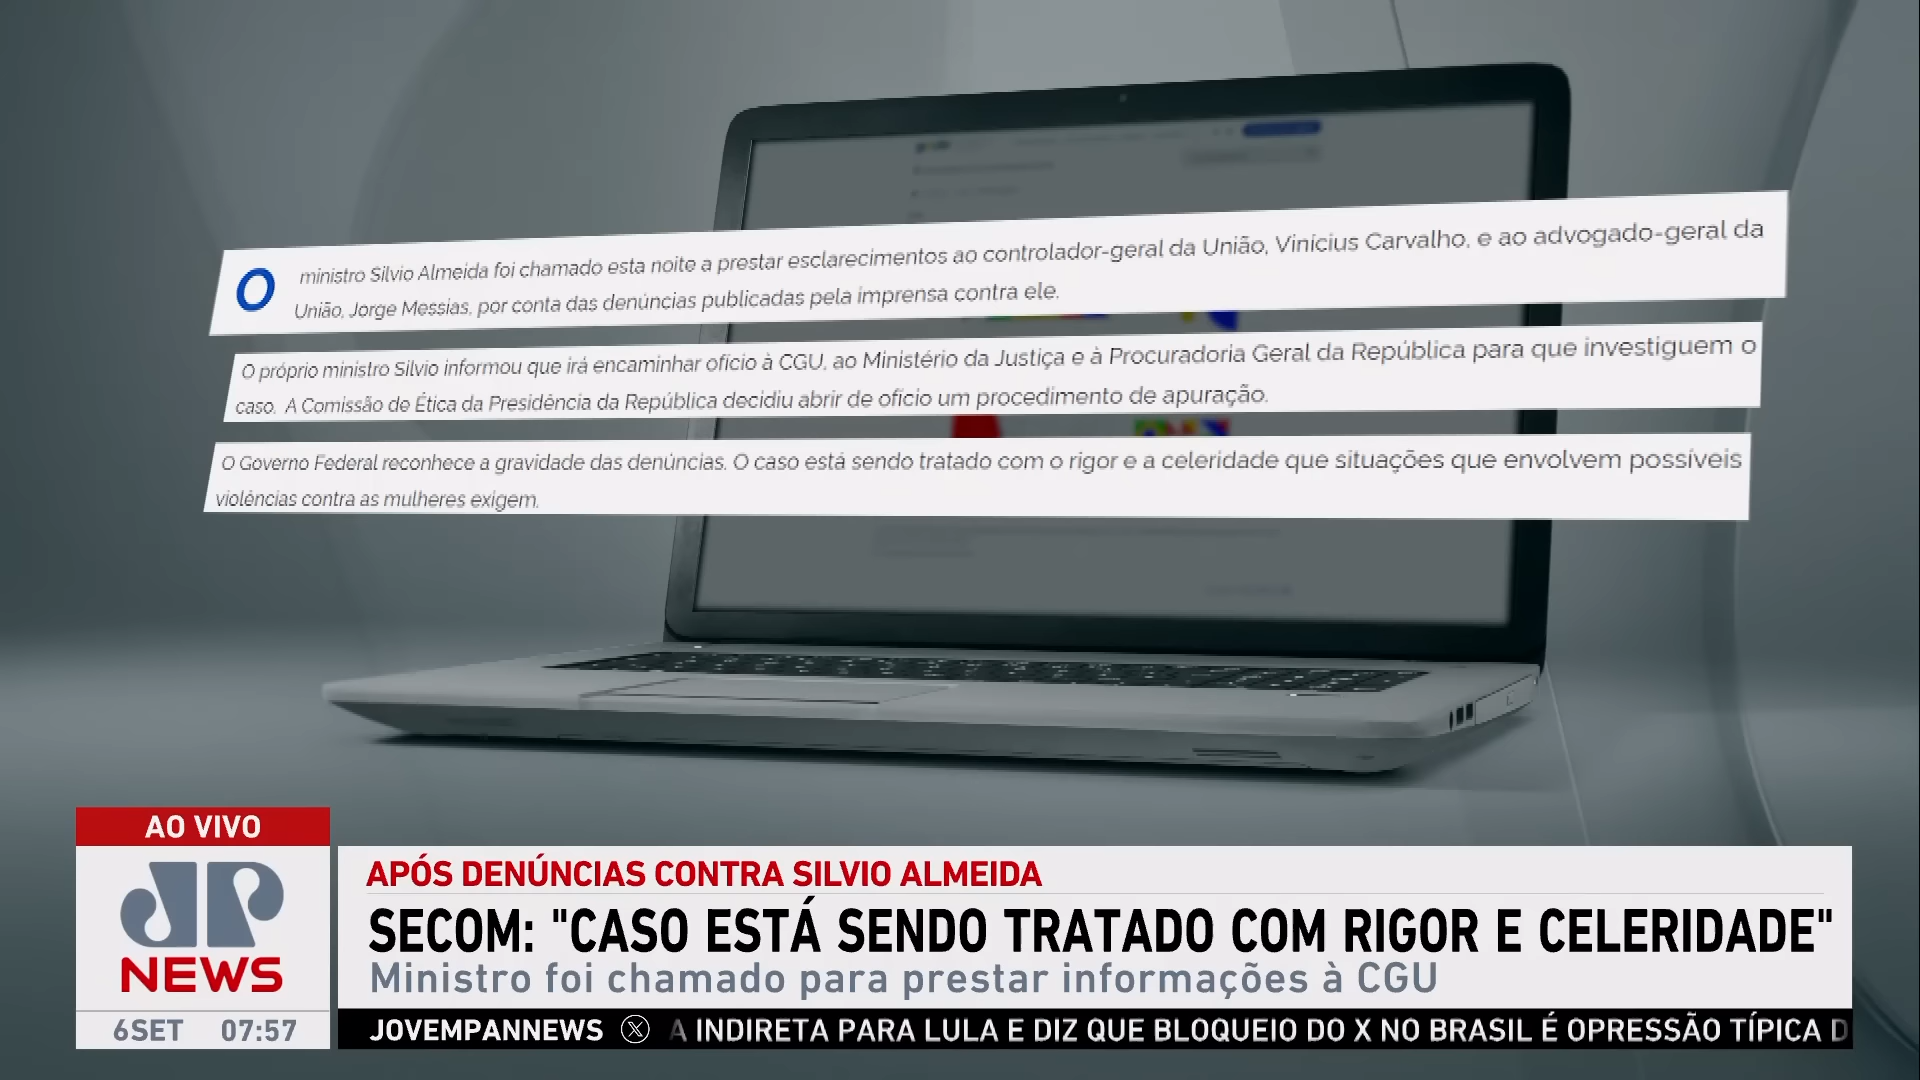 O ministro Silvio Almeida foi chamado esta noite a prestar esclarecimentos ao controlador-geral da União, Vinícius Carvalho, e ao advogado-geral da
União, Jorge Messias, por conta das denúncias publicadas pela imprensa contra ele.
O próprio ministro Silvio informou que irá encaminhar ofício à CGU, ao Ministério da Justiça e à Procuradoria Geral da República para que investiguem o
caso. A Comissão de Ética da Presidência da República decidiu abrir de ofício um procedimento de apuração.
O Governo Federal reconhece a gravidade das denúncias. O caso está sendo tratado com o rigor e a celeridade que situações que envolvem possíveis
violências contra as mulheres exigem.
AO VIVO
JP
NEWS
6SET 07:57
APÓS DENÚNCIAS CONTRA SILVIO ALMEIDA
SECOM: "CASO ESTÁ SENDO TRATADO COM RIGOR E CELERIDADE"
Ministro foi chamado para prestar informações à CGU
JOVEMPANNEWS X A INDIRETA PARA LULA E DIZ QUE BLOQUEIO DO X NO BRASIL É OPRESSÃO TÍPICA D